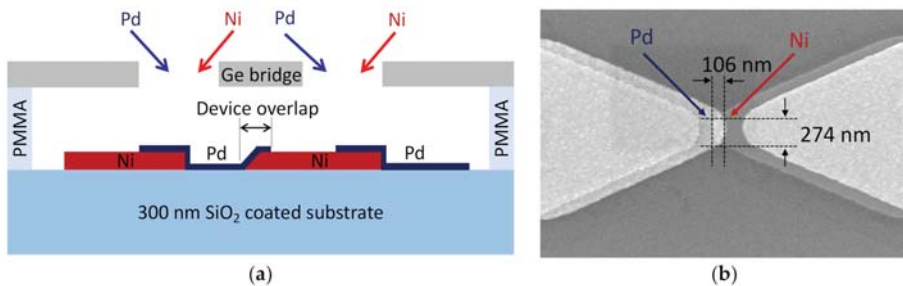 Pd
Ni
Pd
Ni
Ge bridge
PMMA
PMMA
Device overlap
Ni
Pd
Ni
Pd
300 nm SiO₂ coated substrate
(a)
Pd
Ni
106 nm
274 nm
(b)